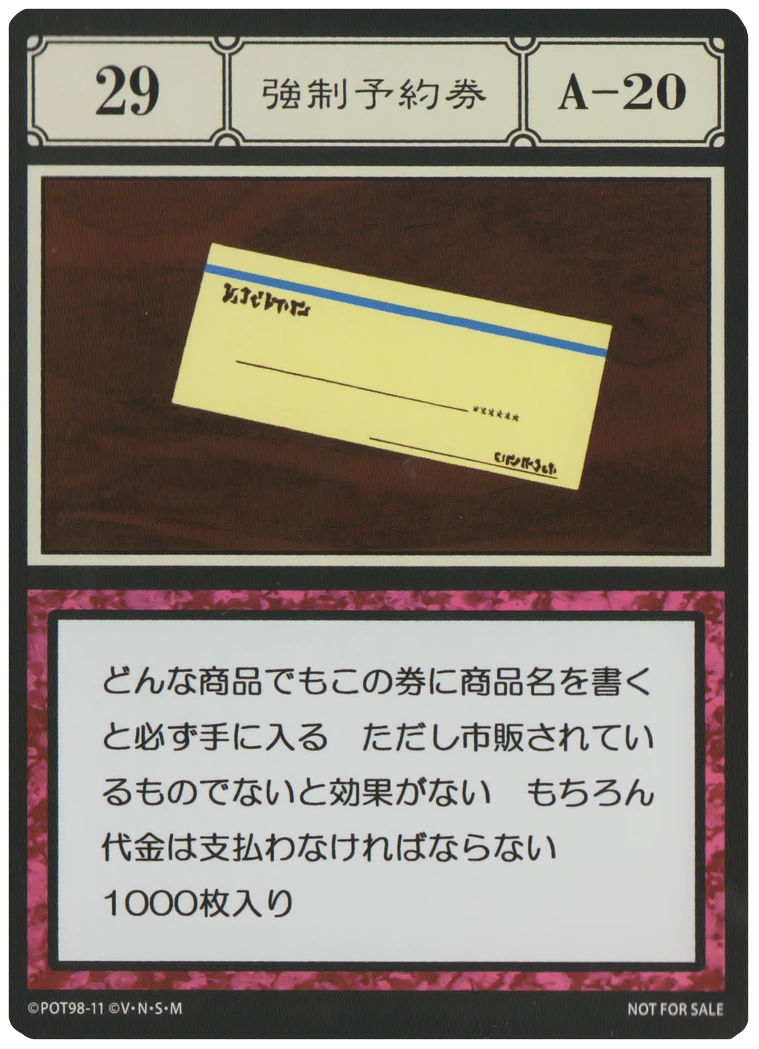 29
強制予約券
A-20
どんな商品でもこの券に商品名を書く
と必ず手に入る　ただし市販されてい
るものでないと効果がない　もちろん
代金は支払わなければならない
1000枚入り
©POT98-11 ©V・N・S・M
NOT FOR SALE